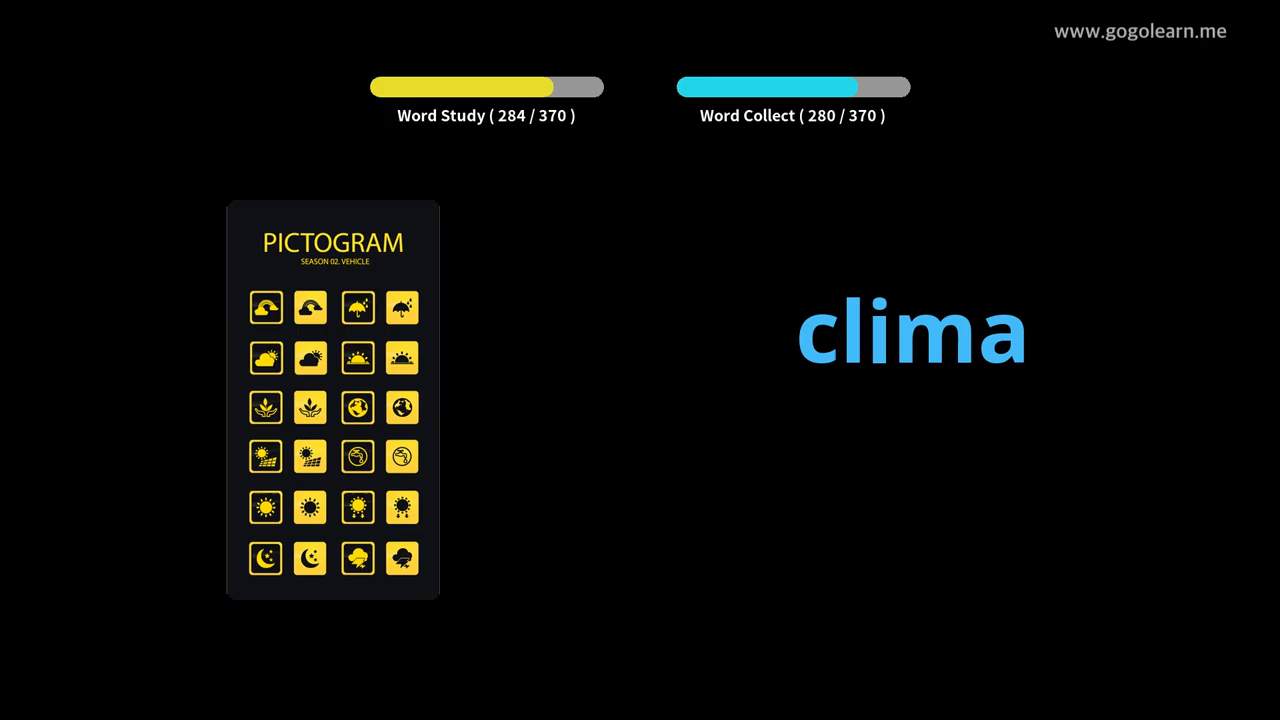 www.gogolearn.me
Word Study ( 284 / 370 )
Word Collect ( 280 / 370 )
PICTOGRAM
SEASON 02. VEHICLE
clima